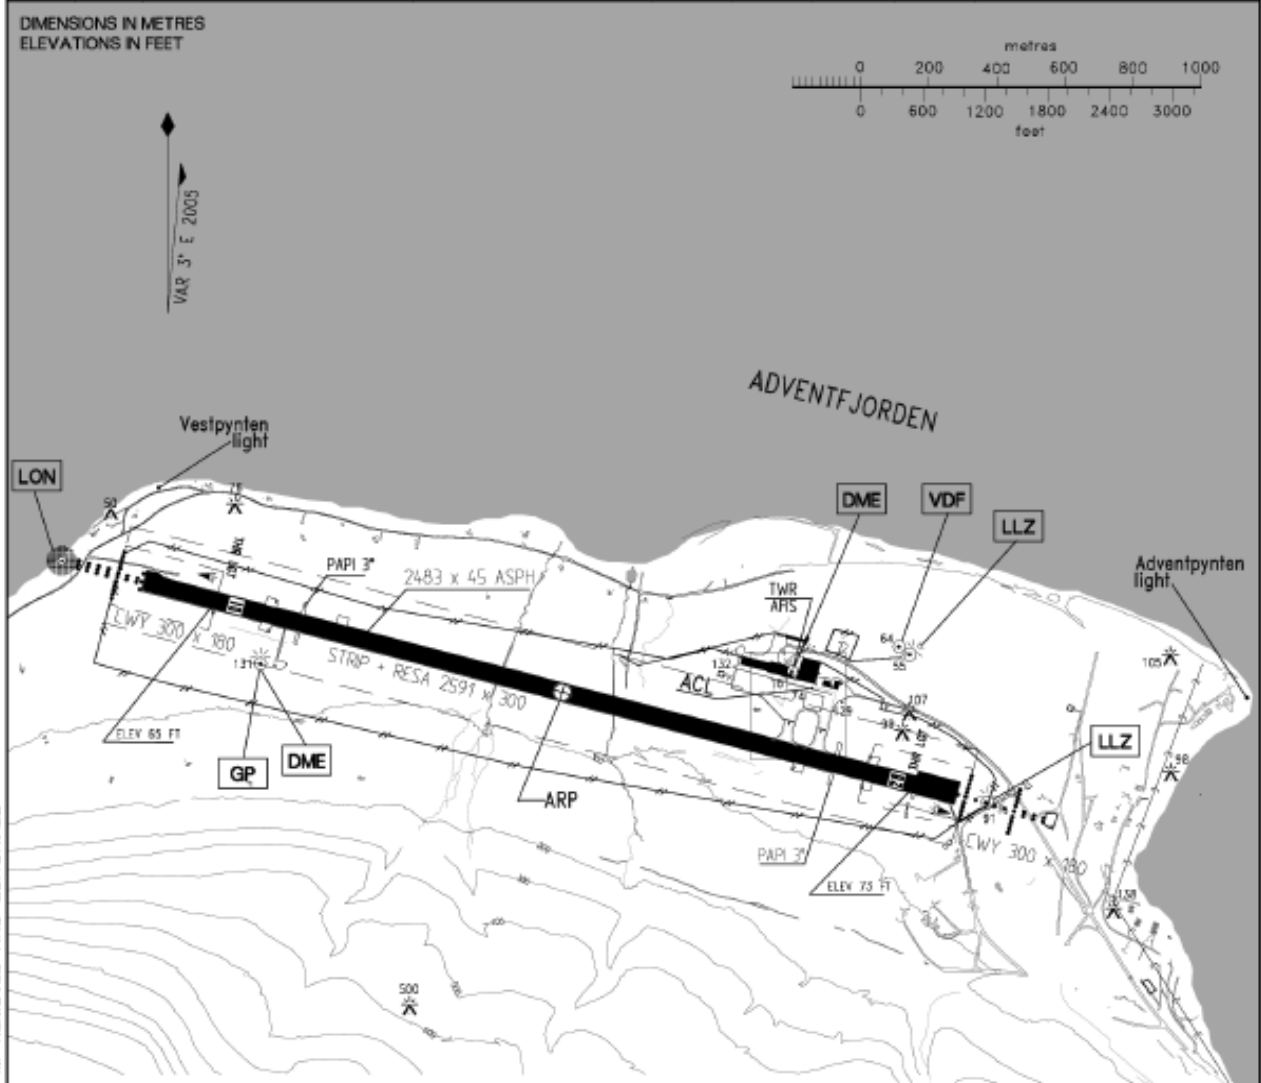 DIMENSIONS IN METRES
ELEVATIONS IN FEET
metres
0 200 400 600 800 1000
0 600 1200 1800 2400 3000
feet
VAR 3° E 2005
ADVENTFJORDEN
Vestpynten
light
LON
50
DME
VDF
LLZ
Adventpynten
light
THR
PAPI 3°
2483 x 45 ASPH
TWR
AFIS
64
55
CWY 300 x 180
131
STRIP + RESA 2591 x 300
132
ACL
105
107
LLZ
98
ELEV 65 FT
GP
DME
ARP
THR
91
PAPI 3°
CWY 300 x 180
ELEV 73 FT
138
500